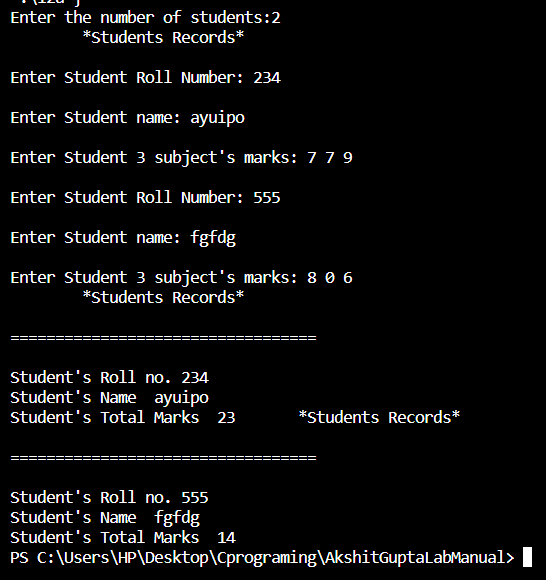 Enter the number of students:2
*Students Records*
Enter Student Roll Number: 234
Enter Student name: ayuipo
Enter Student 3 subject's marks: 7 7 9
Enter Student Roll Number: 555
Enter Student name: fgfdg
Enter Student 3 subject's marks: 8 0 6
*Students Records*
==================================
Student's Roll no. 234
Student's Name  ayuipo
Student's Total Marks  23       *Students Records*
==================================
Student's Roll no. 555
Student's Name  fgfdg
Student's Total Marks  14
PS C:\Users\HP\Desktop\Cprograming\AkshitGuptaLabManual>